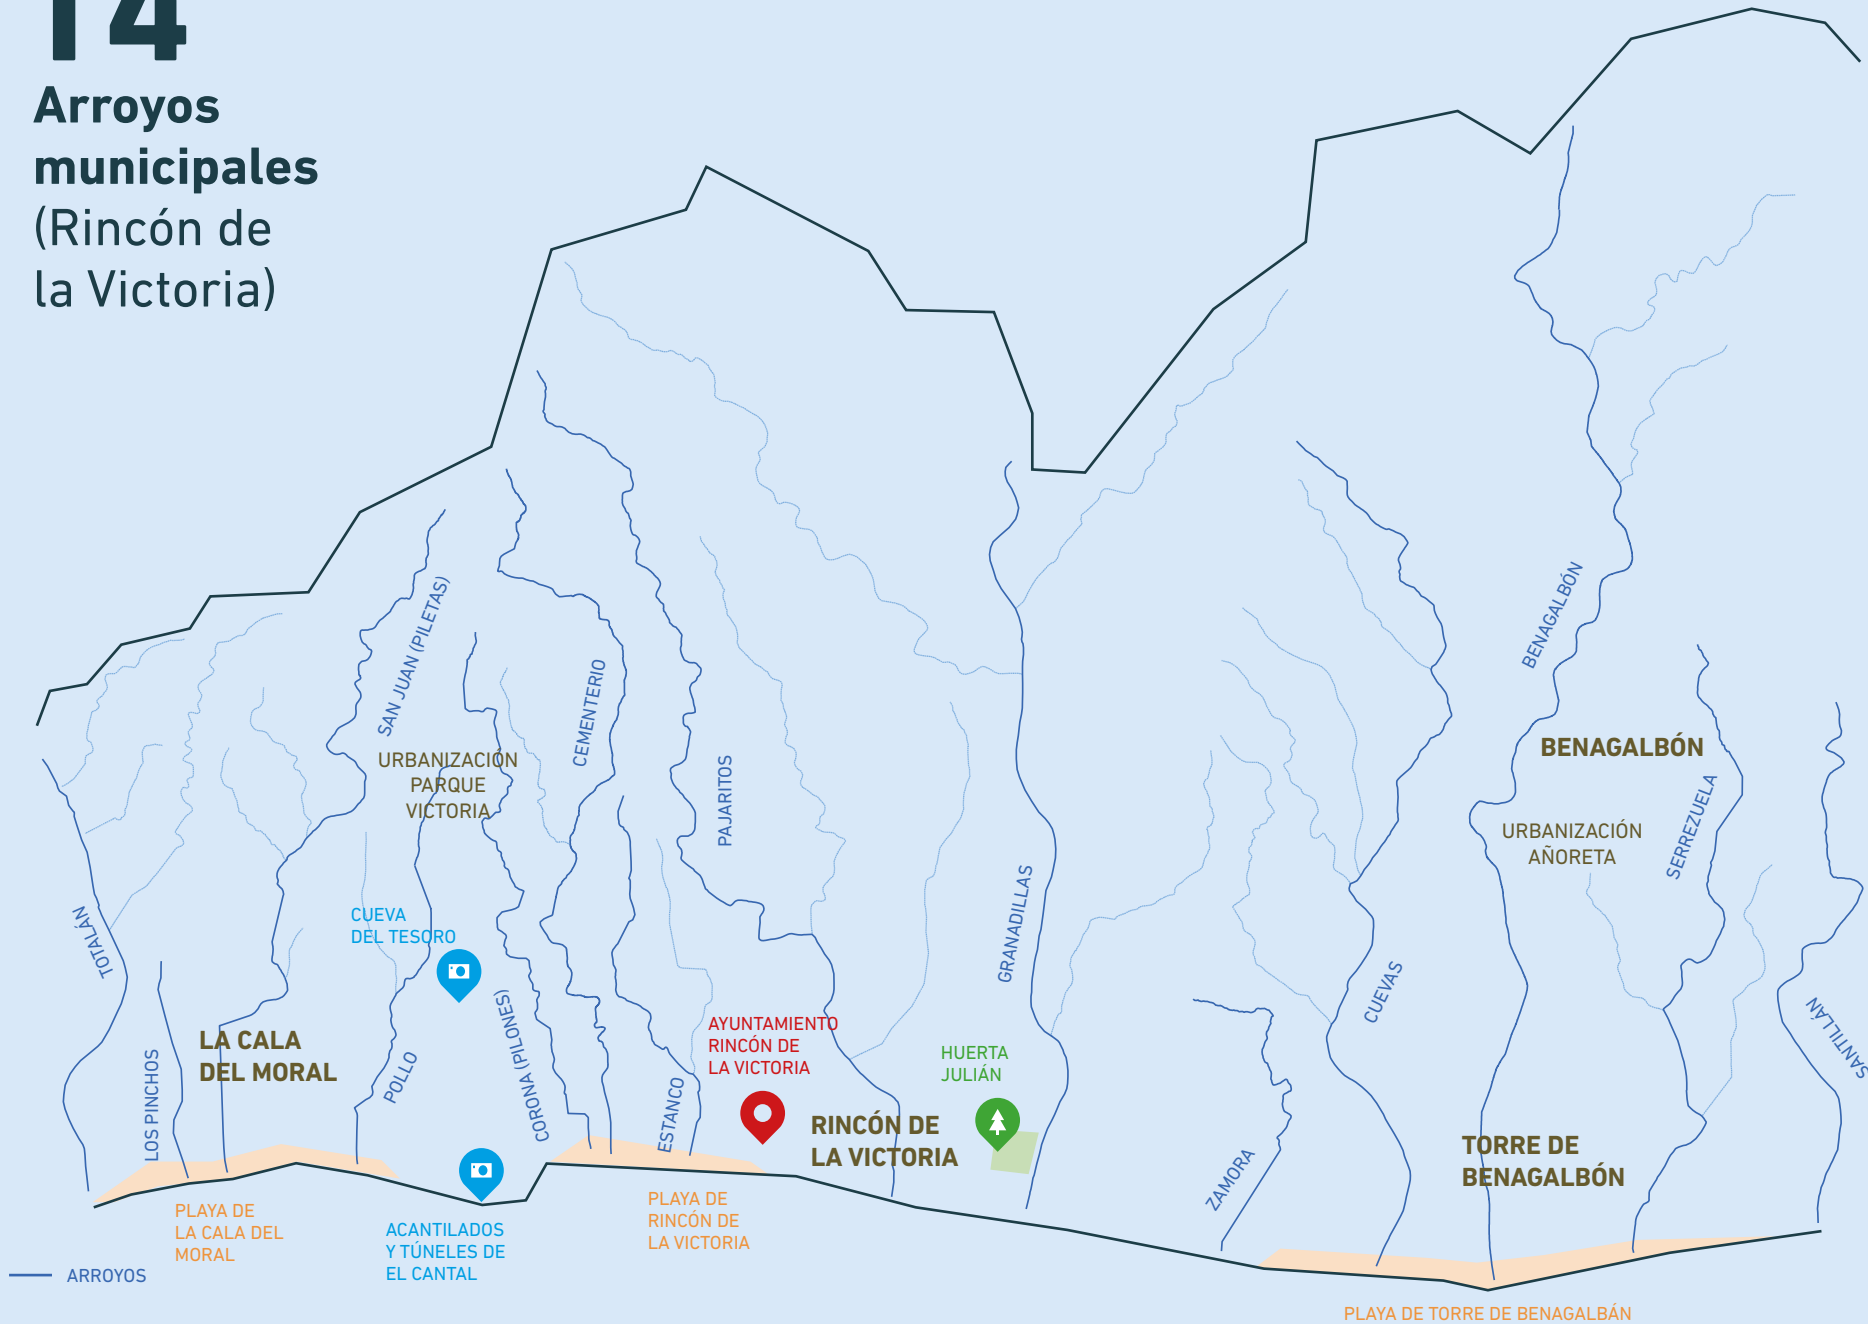 14
Arroyos
municipales
(Rincón de
la Victoria)
SAN JUAN (PILETAS)
BENAGALBÓN
CEMENTERIO
URBANIZACIÓN
PARQUE
VICTORIA
PAJARITOS
BENAGALBÓN
SERREZUELA
URBANIZACIÓN
AÑORETA
TOTALÁN
CUEVA
DEL TESORO
GRANADILLAS
CUEVAS
SANTILLÁN
CORONA (PILONES)
AYUNTAMIENTO
RINCÓN DE
LA VICTORIA
LA CALA
DEL MORAL
LOS PINCHOS
POLLO
HUERTA
JULIÁN
ESTANCO
RINCÓN DE
LA VICTORIA
ZAMORA
TORRE DE
BENAGALBÓN
PLAYA DE
LA CALA DEL
MORAL
ACANTILADOS
Y TÚNELES DE
EL CANTAL
PLAYA DE
RINCÓN DE
LA VICTORIA
ARROYOS
PLAYA DE TORRE DE BENAGALBÁN